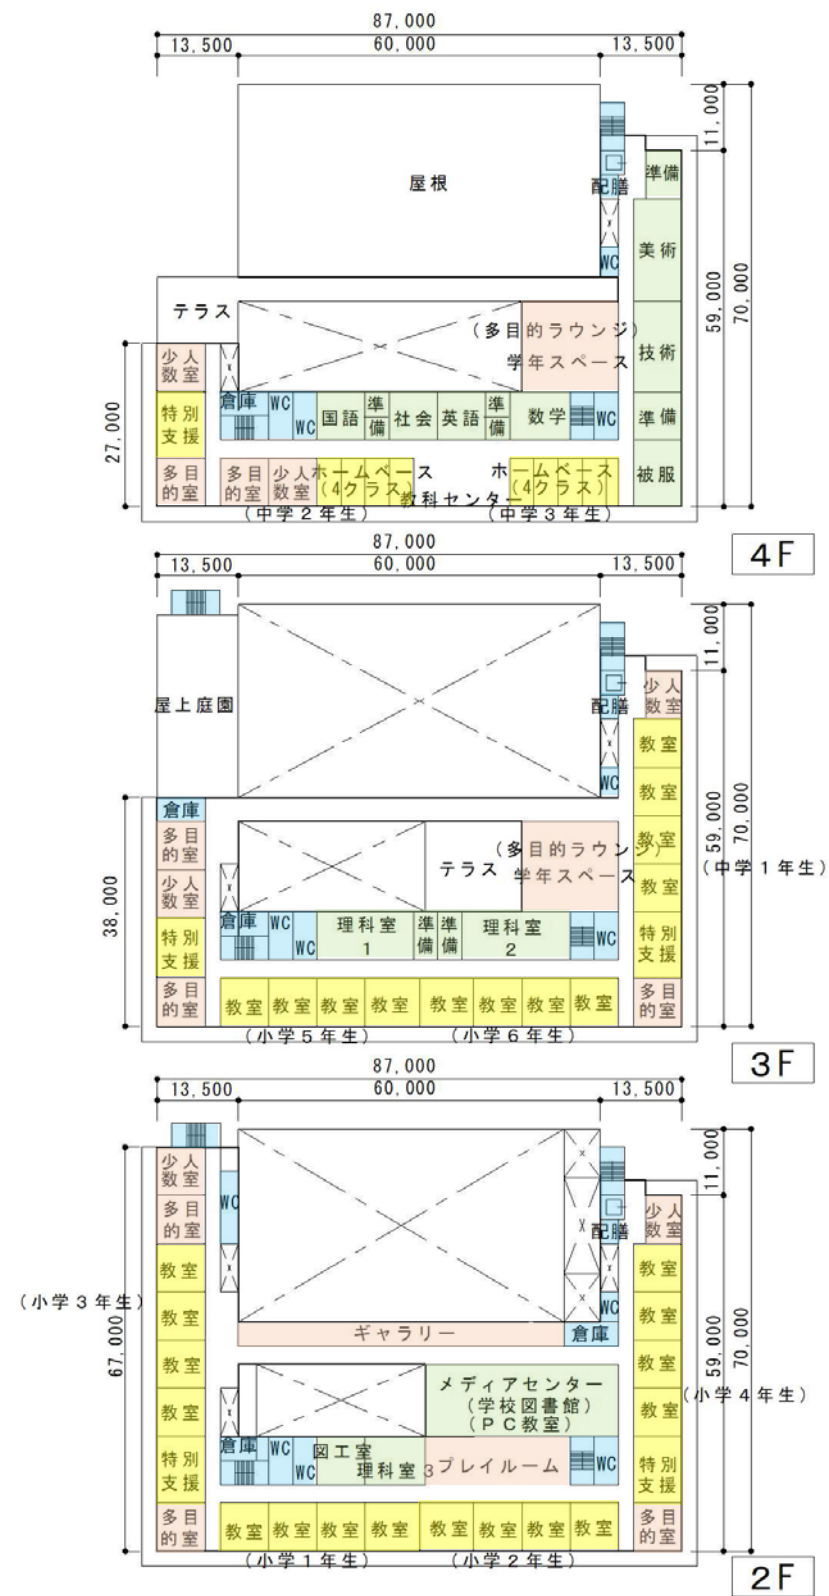 87,000
13,500 60,000 13,500
11,000
屋根
配膳
準備
WC
美術
59,000
70,000
テラス
(多目的ラウンジ)
学年スペース
技術
27,000
少人
数室
倉庫 WC
WC
特別
支援
国語
準備
社会
英語
準備
数学
WC
準備
多目
的室
多目
的室
少人
数室
ホームベース
(4クラス)
ホームベース
(4クラス)
被服
教科センター
(中学2年生)
(中学3年生)
4F
87,000
13,500 60,000 13,500
11,000
屋上庭園
配膳
少人
数室
教室
WC
教室
59,000
70,000
倉庫
多目
的室
テラス
(多目的ラウンジ)
学年スペース
教室
(中学1年生)
38,000
少人
数室
教室
倉庫 WC
WC
特別
支援
理科室
1
準備
準備
理科室
2
WC
特別
支援
多目
的室
教室 教室 教室 教室 教室 教室 教室 教室
多目
的室
(小学5年生)
(小学6年生)
3F
87,000
13,500 60,000 13,500
11,000
少人
数室
WC
多目
的室
配膳
少人
数室
教室
教室
(小学3年生)
教室
WC
教室
67,000
ギャラリー
倉庫
59,000
70,000
教室
教室
メディアセンター
(学校図書館)
(PC教室)
(小学4年生)
教室
教室
倉庫 WC
WC
特別
支援
図工室
理科室3
プレイルーム
WC
特別
支援
多目
的室
教室 教室 教室 教室 教室 教室 教室 教室
多目
的室
(小学1年生)
(小学2年生)
2F